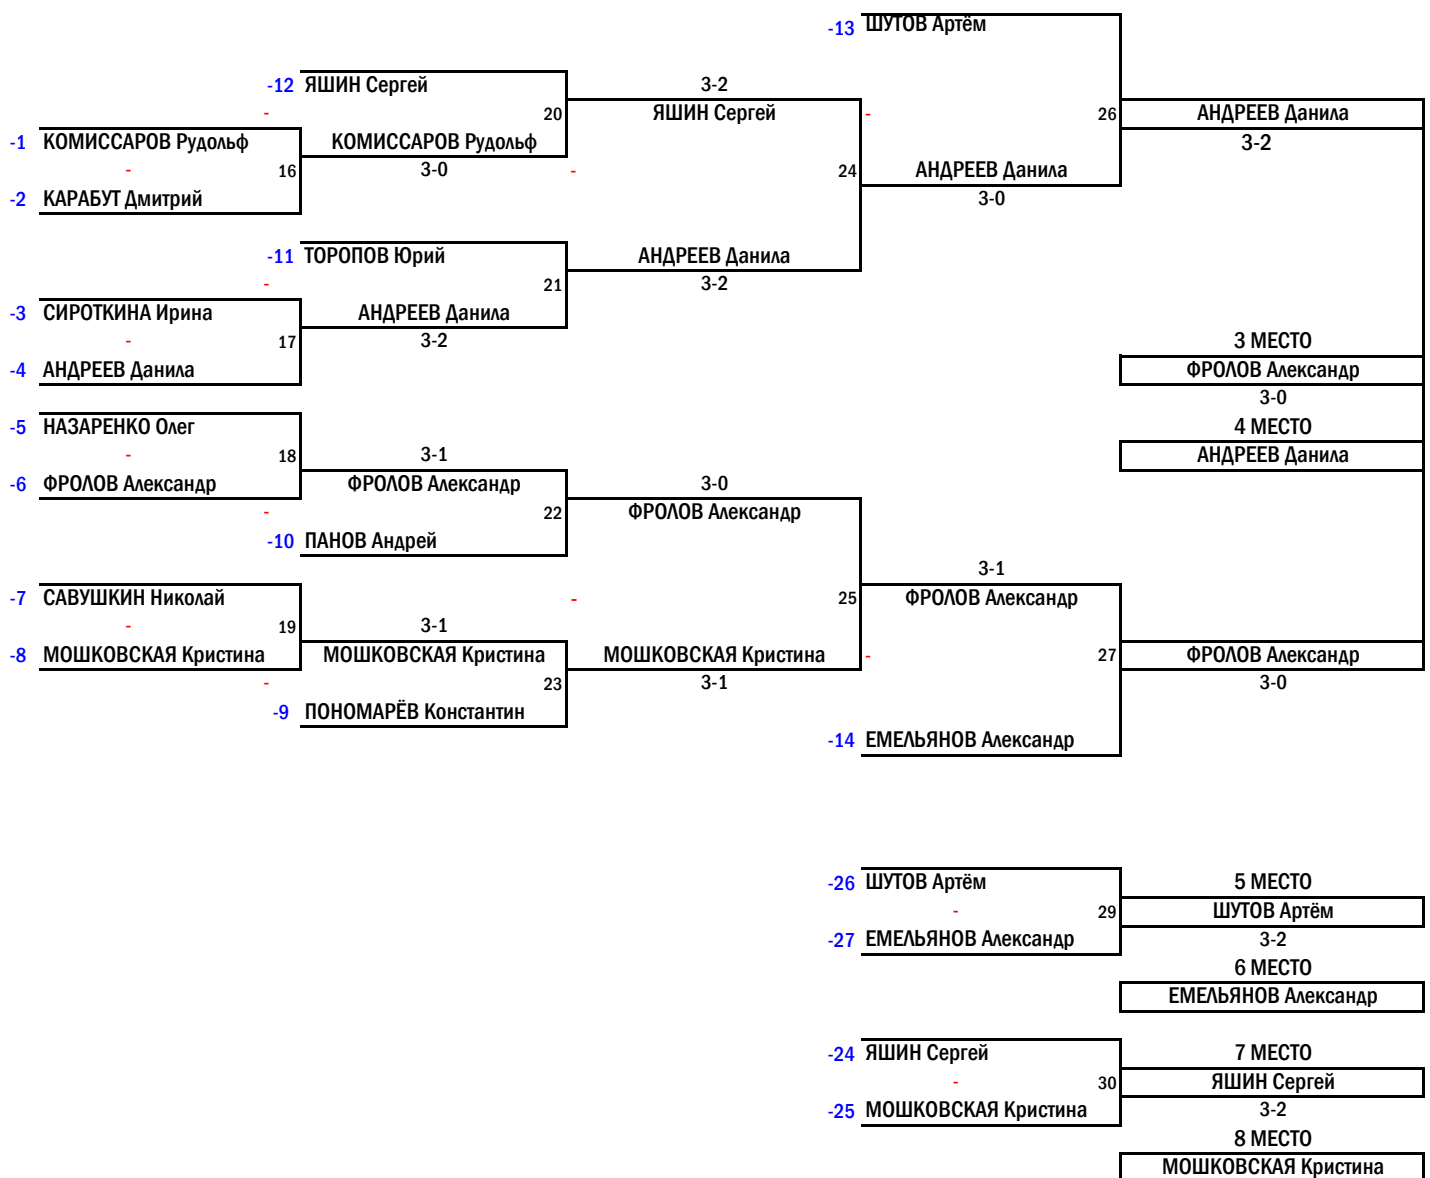 -13 ШУТОВ Артём
-12 ЯШИН Сергей 3-2
- 20 ЯШИН Сергей - 26 АНДРЕЕВ Данила
-1 КОМИССАРОВ Рудольф КОМИССАРОВ Рудольф 3-2
- 16 3-0 - 24 АНДРЕЕВ Данила
-2 КАРАБУТ Дмитрий 3-0
-11 ТОРОПОВ Юрий АНДРЕЕВ Данила
- 21 3-2
-3 СИРОТКИНА Ирина АНДРЕЕВ Данила
- 17 3-2 3 МЕСТО
-4 АНДРЕЕВ Данила ФРОЛОВ Александр
3-0
-5 НАЗАРЕНКО Олег 4 МЕСТО
- 18 3-1 АНДРЕЕВ Данила
-6 ФРОЛОВ Александр ФРОЛОВ Александр 3-0
- 22 ФРОЛОВ Александр
-10 ПАНОВ Андрей
3-1
-7 САВУШКИН Николай - 25 ФРОЛОВ Александр
- 19 3-1
-8 МОШКОВСКАЯ Кристина МОШКОВСКАЯ Кристина МОШКОВСКАЯ Кристина - 27 ФРОЛОВ Александр
- 23 3-1 3-0
-9 ПОНОМАРЁВ Константин
-14 ЕМЕЛЬЯНОВ Александр
-26 ШУТОВ Артём 5 МЕСТО
- 29 ШУТОВ Артём
-27 ЕМЕЛЬЯНОВ Александр 3-2
6 МЕСТО
ЕМЕЛЬЯНОВ Александр
-24 ЯШИН Сергей 7 МЕСТО
- 30 ЯШИН Сергей
-25 МОШКОВСКАЯ Кристина 3-2
8 МЕСТО
МОШКОВСКАЯ Кристина